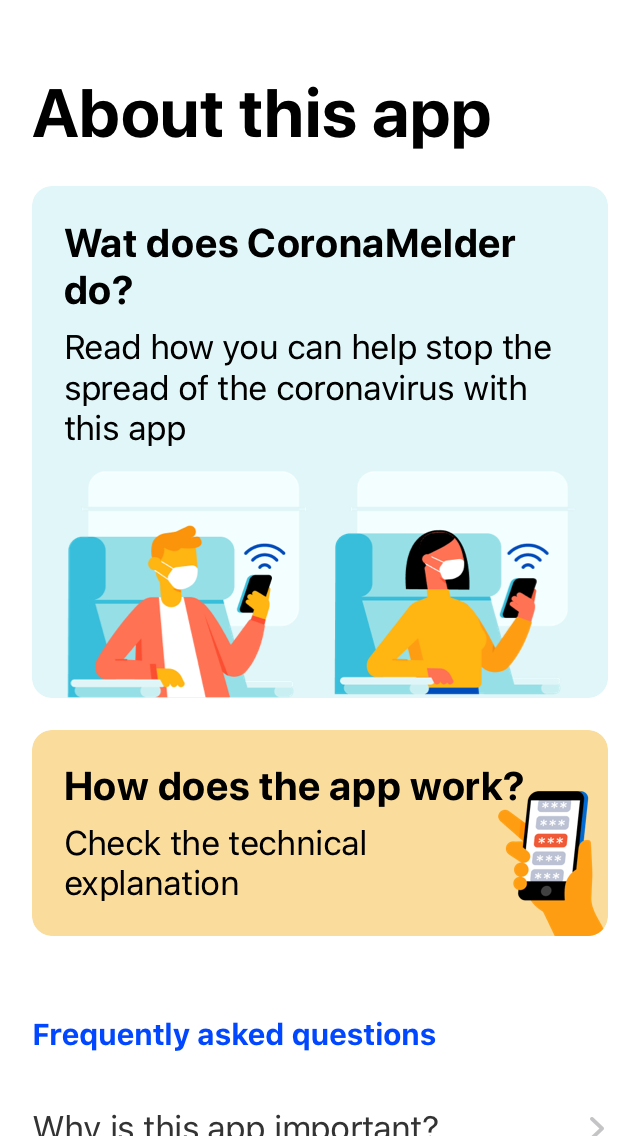 About this app
Wat does CoronaMelder
do?
Read how you can help stop the
spread of the coronavirus with
this app
How does the app work?
Check the technical
explanation
***
***
***
***
***
Frequently asked questions
Why is this app important?